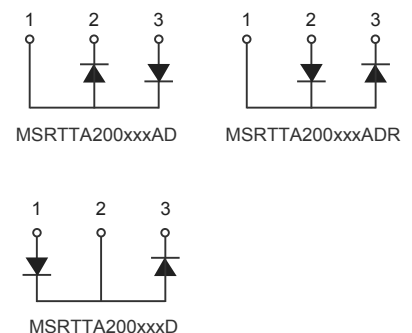 1 2 3
MSRTTA200xxxAD
1 2 3
MSRTTA200xxxADR
1 2 3
MSRTTA200xxxD